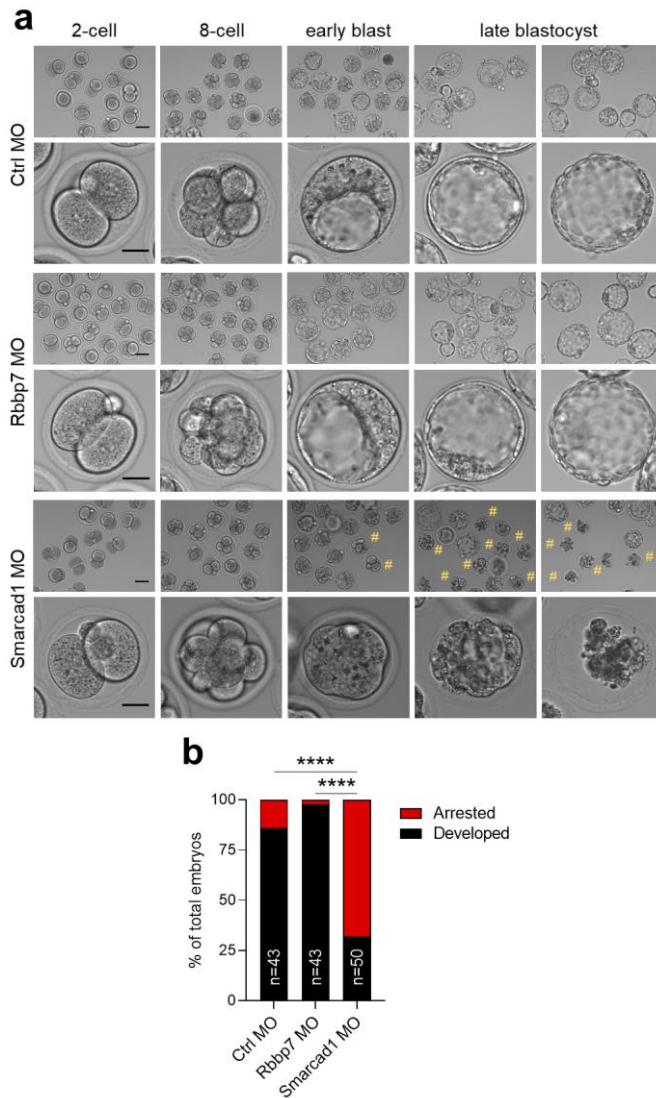 a
2-cell 8-cell early blast late blastocyst
Ctrl MO
Rbbp7 MO
# # # # # # # # # # # # #
Smarcad1 MO
b
****
****
100
75
50
25
0
% of total embryos
n=43 n=43 n=50
Arrested
Developed
Ctrl MO
Rbbp7 MO
Smarcad1 MO